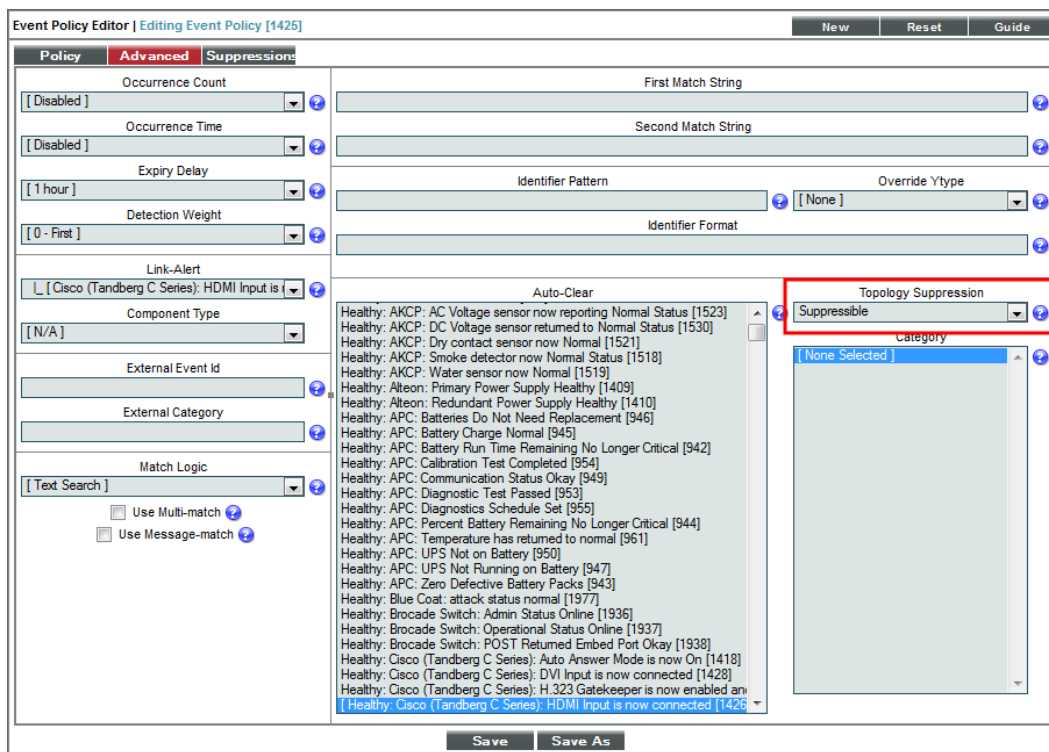 Event Policy Editor | Editing Event Policy [1425]
New
Reset
Guide
Policy
Advanced
Suppressions
Occurrence Count
[ Disabled ]
Occurrence Time
[ Disabled ]
Expiry Delay
[ 1 hour ]
Detection Weight
[ 0 - First ]
Link-Alert
|_ [ Cisco (Tandberg C Series): HDMI Input is
Component Type
[ N/A ]
External Event Id
External Category
Match Logic
[ Text Search ]
Use Multi-match
Use Message-match
First Match String
Second Match String
Identifier Pattern
Override Ytype
[ None ]
Identifier Format
Auto-Clear
Healthy: AKCP: AC Voltage sensor now reporting Normal Status [1523]
Healthy: AKCP: DC Voltage sensor returned to Normal Status [1530]
Healthy: AKCP: Dry contact sensor now Normal [1521]
Healthy: AKCP: Smoke detector now Normal Status [1518]
Healthy: AKCP: Water sensor now Normal [1519]
Healthy: Alteon: Primary Power Supply Healthy [1409]
Healthy: Alteon: Redundant Power Supply Healthy [1410]
Healthy: APC: Batteries Do Not Need Replacement [946]
Healthy: APC: Battery Charge Normal [945]
Healthy: APC: Battery Run Time Remaining No Longer Critical [942]
Healthy: APC: Calibration Test Completed [954]
Healthy: APC: Communication Status Okay [949]
Healthy: APC: Diagnostic Test Passed [953]
Healthy: APC: Diagnostics Schedule Set [955]
Healthy: APC: Percent Battery Remaining No Longer Critical [944]
Healthy: APC: Temperature has returned to normal [961]
Healthy: APC: UPS Not on Battery [950]
Healthy: APC: UPS Not Running on Battery [947]
Healthy: APC: Zero Defective Battery Packs [943]
Healthy: Blue Coat: attack status normal [1977]
Healthy: Brocade Switch: Admin Status Online [1936]
Healthy: Brocade Switch: Operational Status Online [1937]
Healthy: Brocade Switch: POST Returned Embed Port Okay [1938]
Healthy: Cisco (Tandberg C Series): Auto Answer Mode is now On [1418]
Healthy: Cisco (Tandberg C Series): DVI Input is now connected [1428]
Healthy: Cisco (Tandberg C Series): H.323 Gatekeeper is now enabled an
[ Healthy: Cisco (Tandberg C Series): HDMI Input is now connected [1426
Topology Suppression
Suppressible
Category
[ None Selected ]
Save
Save As